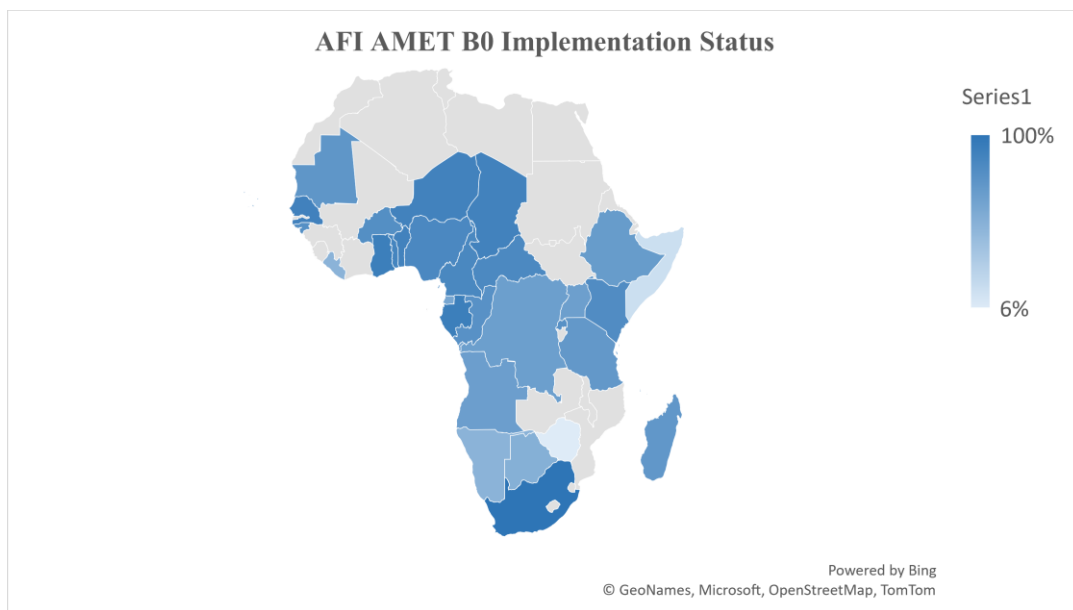 AFI AMET B0 Implementation Status
Series1
100%
6%
Powered by Bing
© GeoNames, Microsoft, OpenStreetMap, TomTom